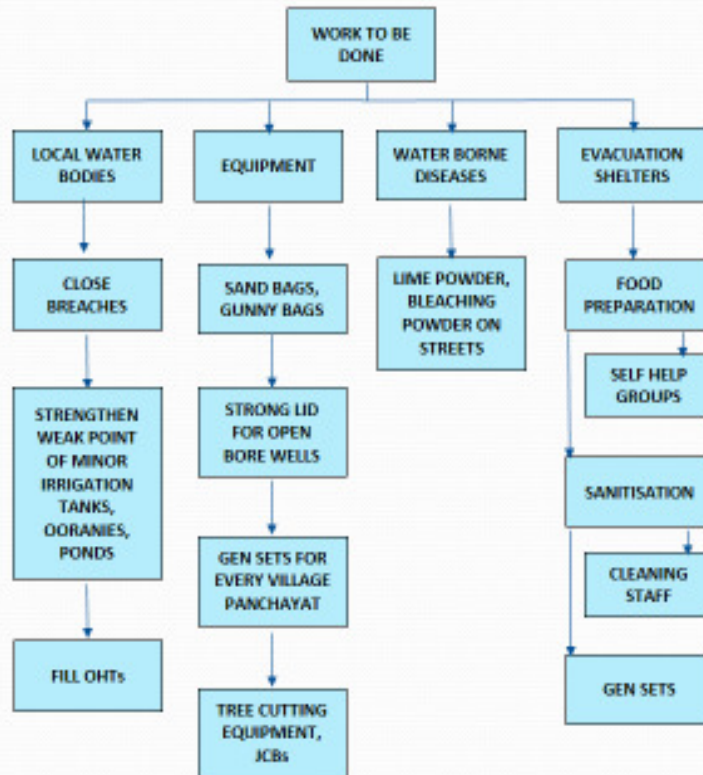 WORK TO BE
DONE
LOCAL WATER
BODIES
EQUIPMENT
WATER BORNE
DISEASES
EVACUATION
SHELTERS
CLOSE
BREACHES
SAND BAGS,
GUNNY BAGS
LIME POWDER,
BLEACHING
POWDER ON
STREETS
FOOD
PREPARATION
SELF HELP
GROUPS
STRENGTHEN
WEAK POINT
OF MINOR
IRRIGATION
TANKS,
OORANIES,
PONDS
STRONG LID
FOR OPEN
BORE WELLS
SANITISATION
GEN SETS FOR
EVERY VILLAGE
PANCHAYAT
CLEANING
STAFF
FILL OHTs
GEN SETS
TREE CUTTING
EQUIPMENT,
JCBs